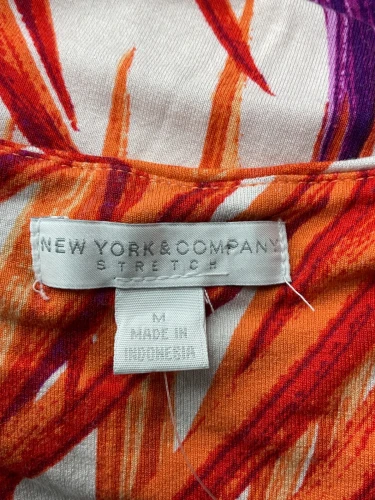 NEW YORK & COMPANY
STRETCH
M
MADE IN
INDONESIA